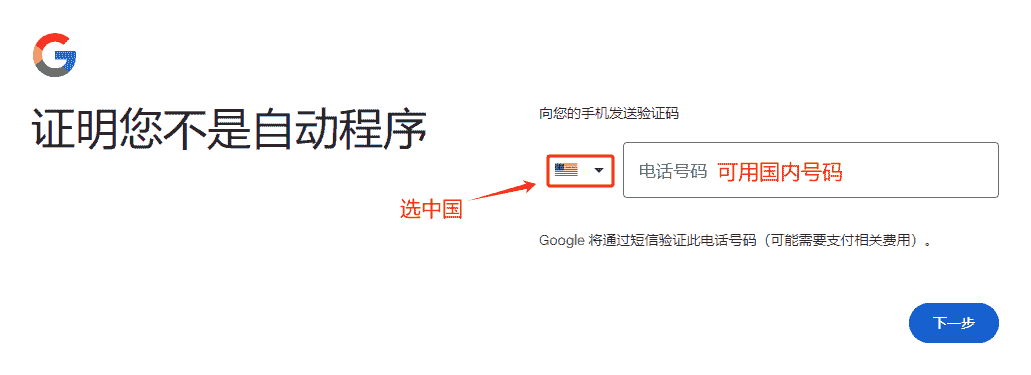 证明您不是自动程序
向您的手机发送验证码
电话号码 可用国内号码
选中国
Google 将通过短信验证此电话号码（可能需要支付相关费用）。
下一步